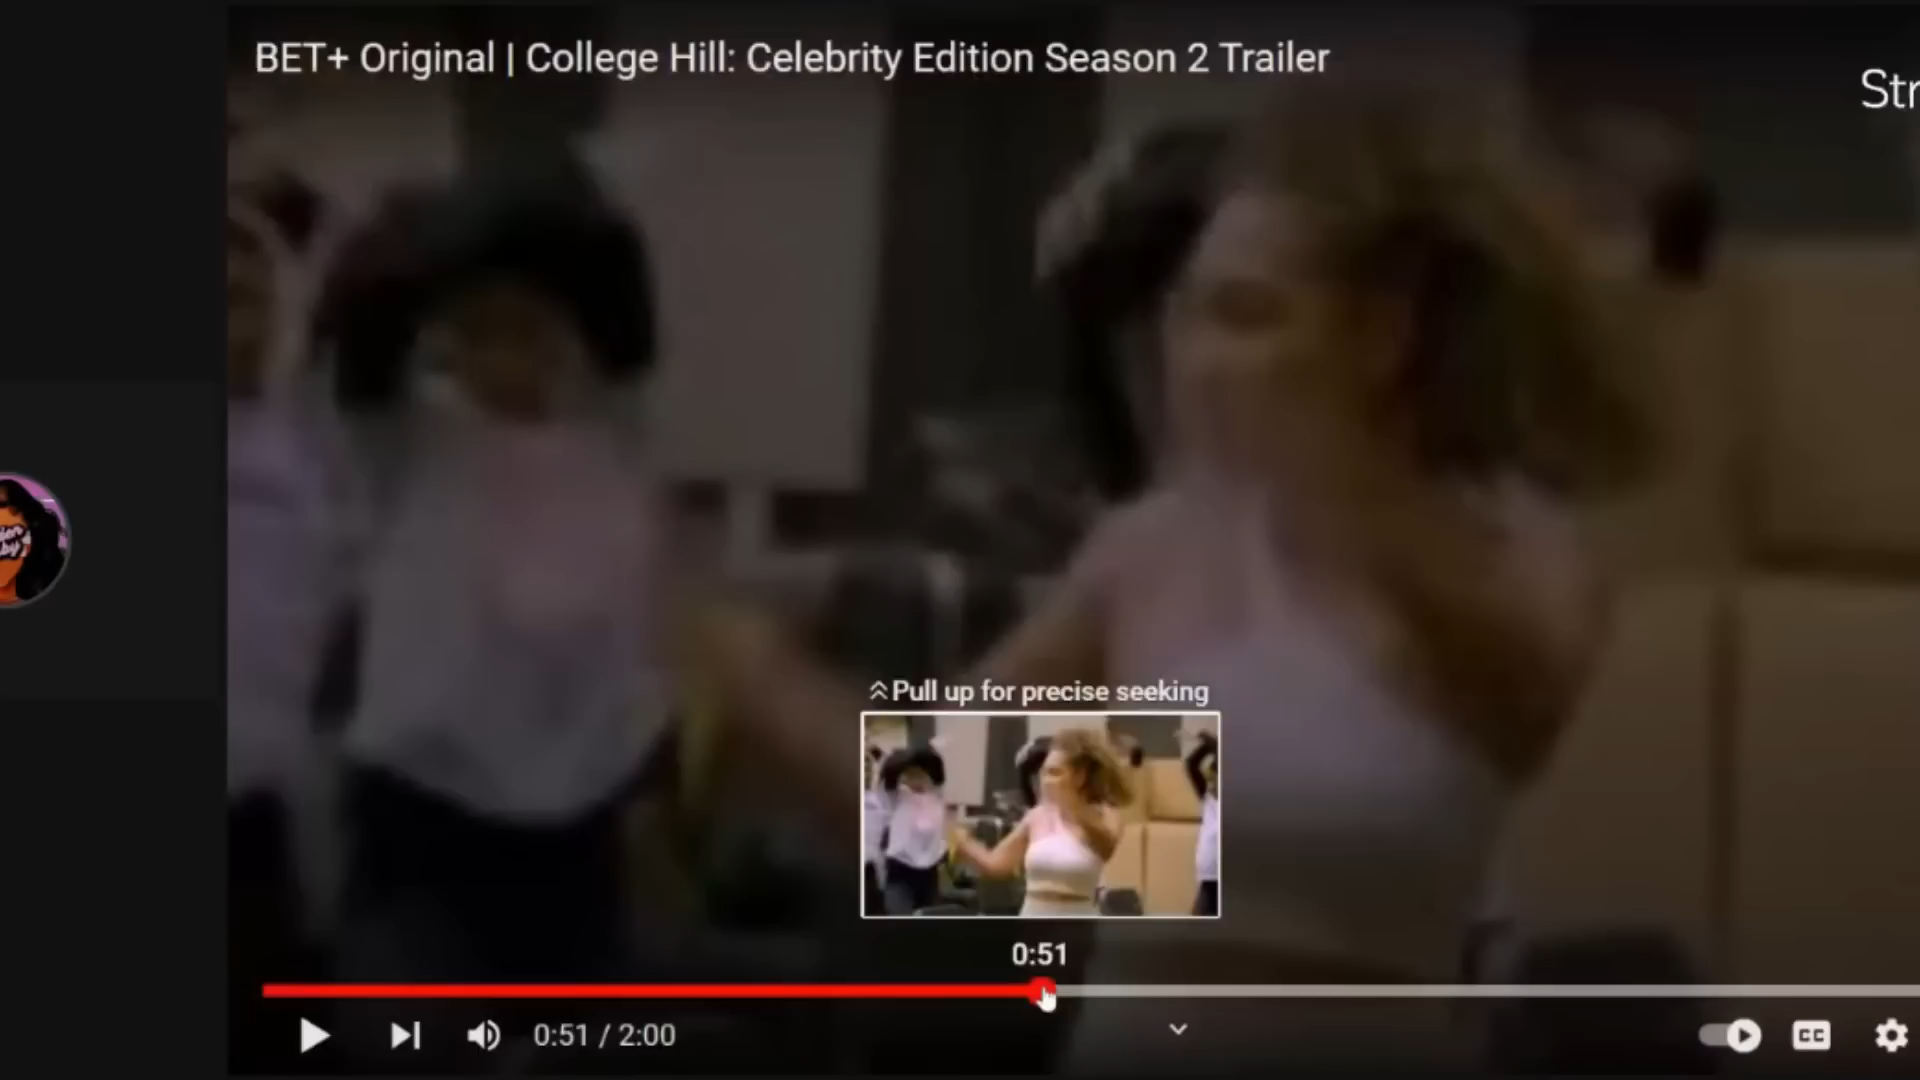 BET+ Original | College Hill: Celebrity Edition Season 2 Trailer
Str
Pull up for precise seeking
0:51
0:51 / 2:00
CC